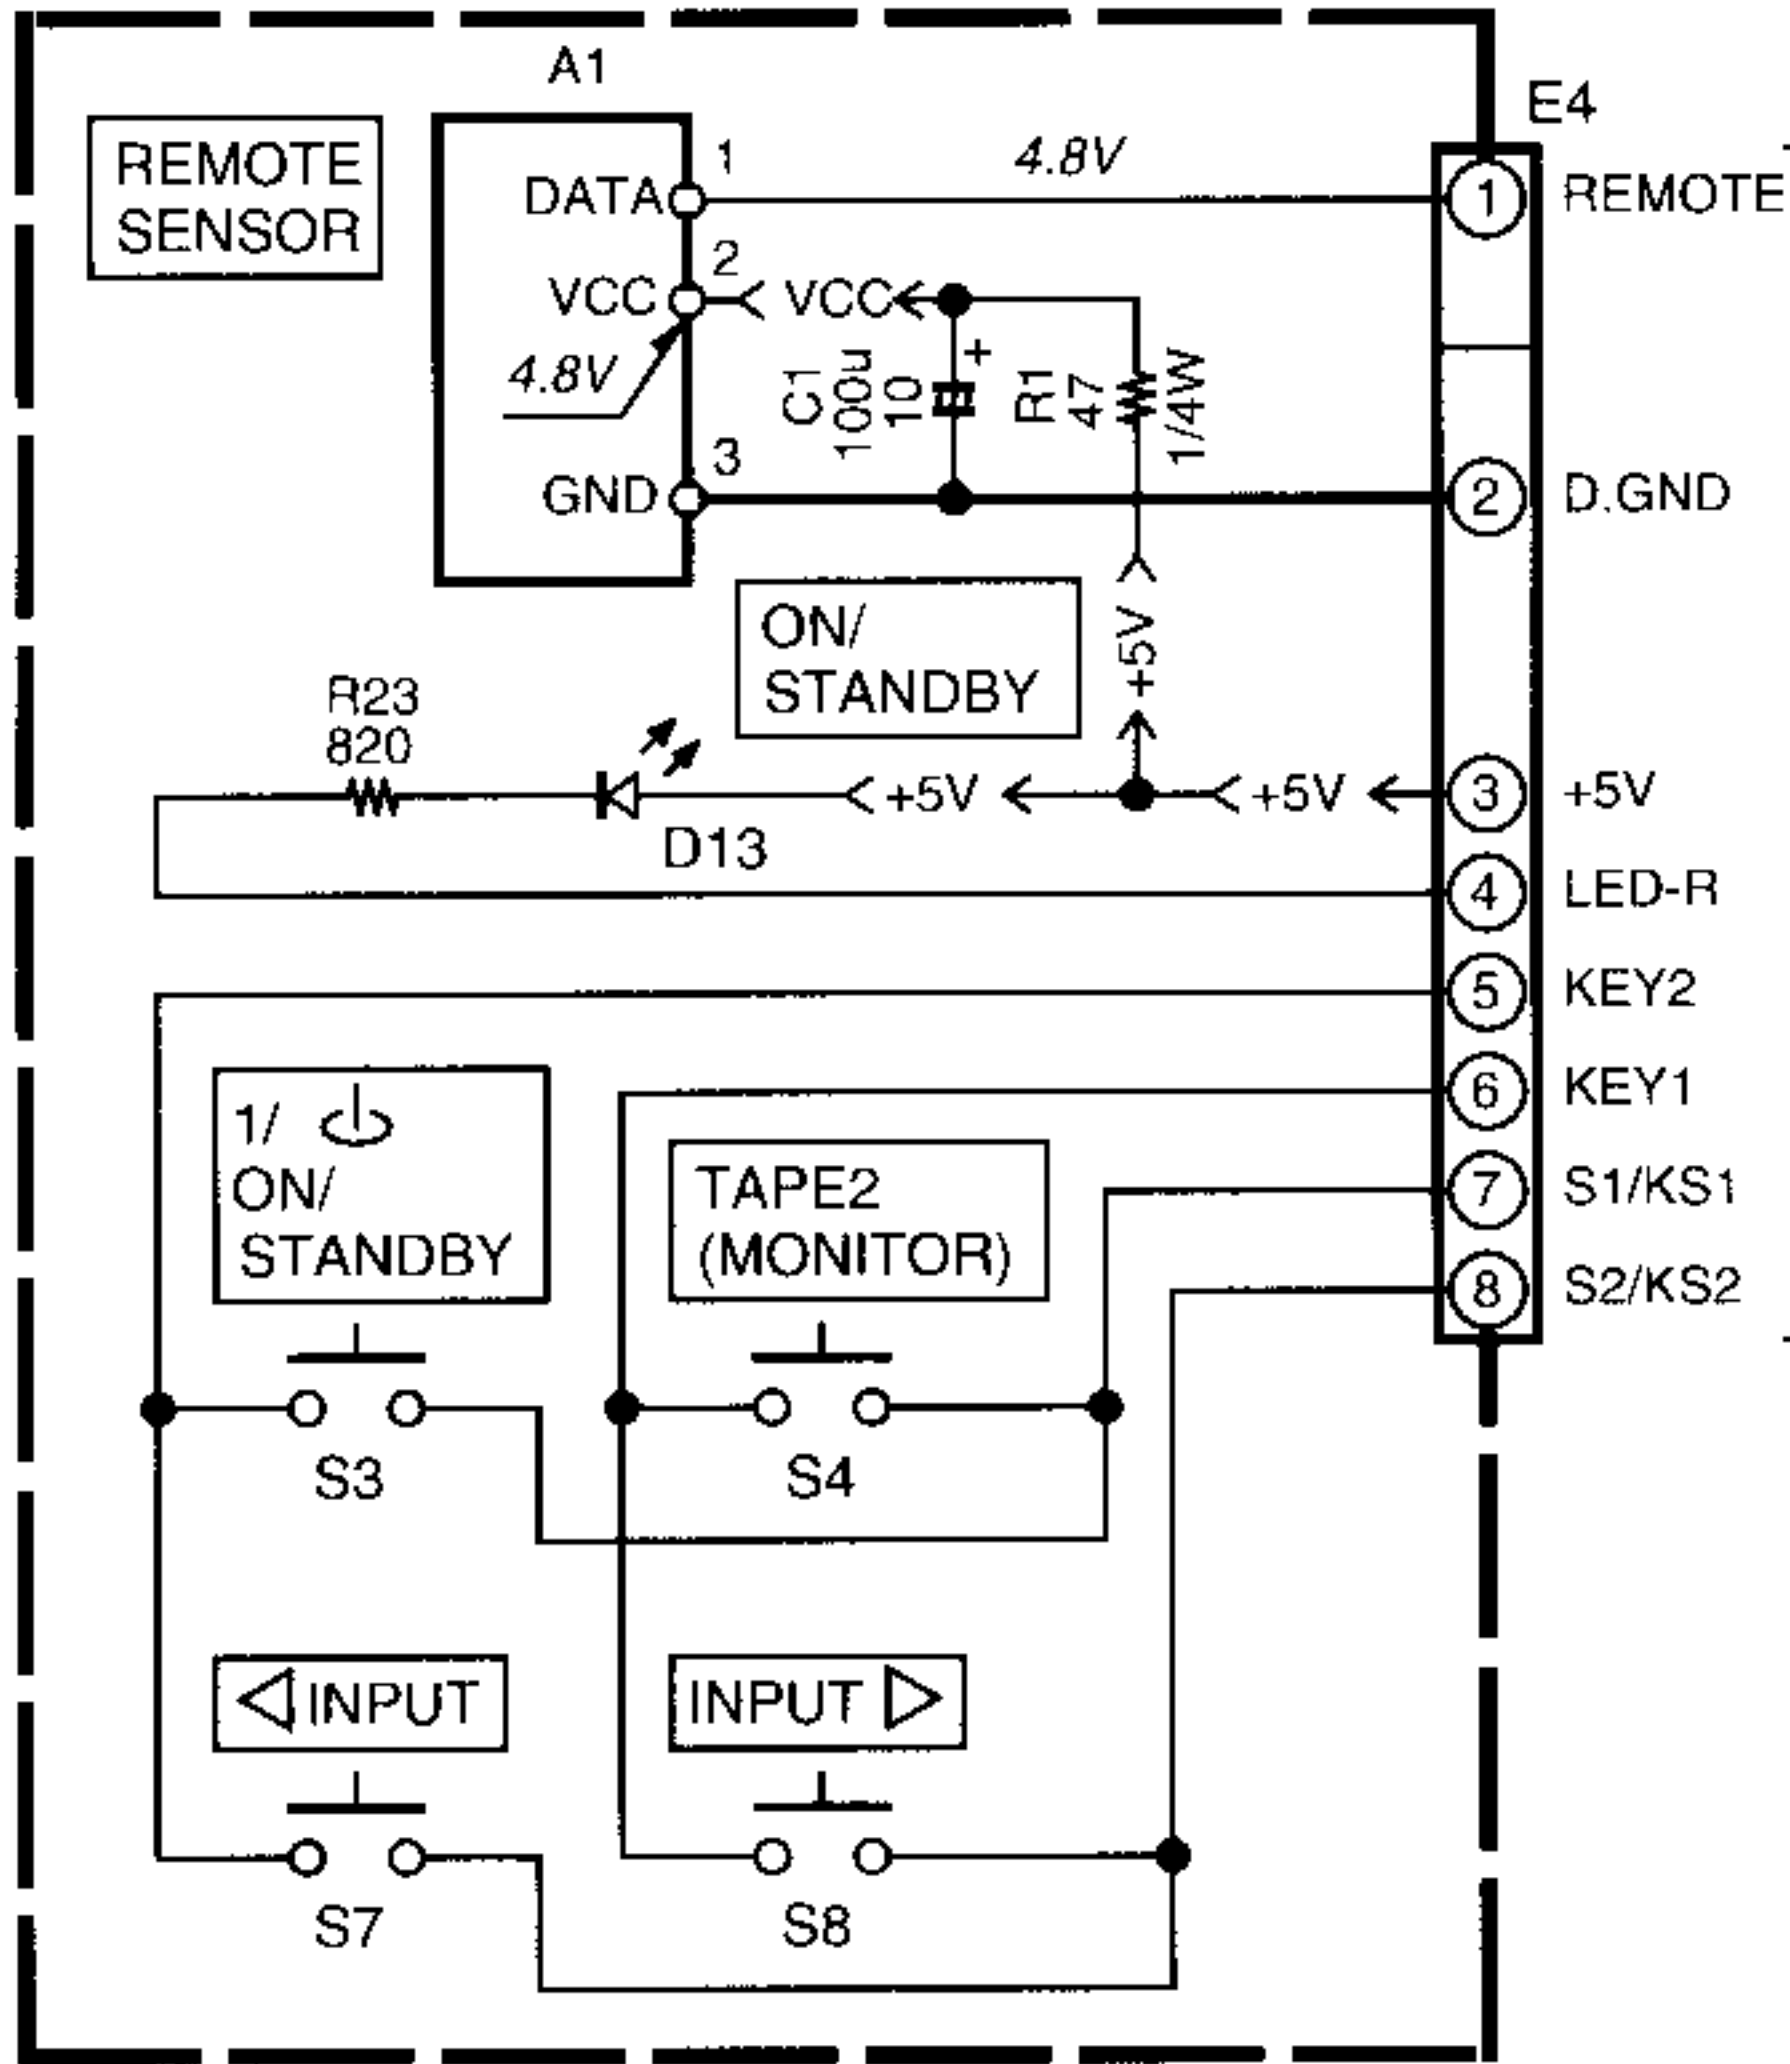 A1
E4
REMOTE
SENSOR
1
DATA
4.8V
1
REMOTE
2
VCC
VCC
4.8V
C1
100u
10
+
R1
47
1/4W
3
GND
2
D.GND
ON/
STANDBY
+5V
R23
820
D13
+5V
+5V
3
+5V
4
LED-R
5
KEY2
6
KEY1
1/
ON/
STANDBY
TAPE2
(MONITOR)
7
S1/KS1
8
S2/KS2
S3
S4
INPUT
INPUT
S7
S8